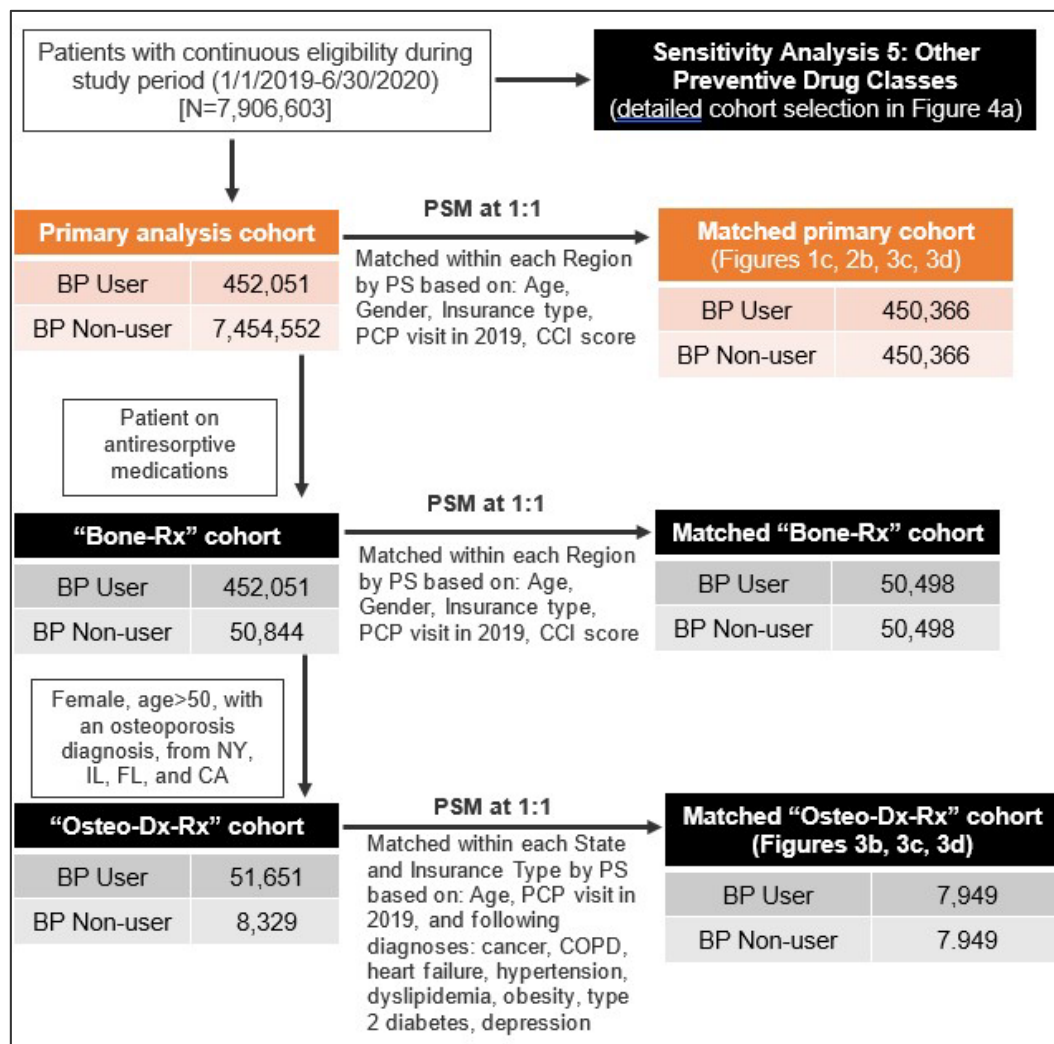 Patients with continuous eligibility during
study period (1/1/2019-6/30/2020)
[N=7,906,603]
Sensitivity Analysis 5: Other
Preventive Drug Classes
(detailed cohort selection in Figure 4a)
Primary analysis cohort
BP User 452,051
BP Non-user 7,454,552
PSM at 1:1
Matched within each Region
by PS based on: Age,
Gender, Insurance type,
PCP visit in 2019, CCI score
Matched primary cohort
(Figures 1c, 2b, 3c, 3d)
BP User 450,366
BP Non-user 450,366
Patient on
antiresorptive
medications
“Bone-Rx” cohort
BP User 452,051
BP Non-user 50,844
PSM at 1:1
Matched within each Region
by PS based on: Age,
Gender, Insurance type,
PCP visit in 2019, CCI score
Matched “Bone-Rx” cohort
BP User 50,498
BP Non-user 50,498
Female, age>50, with
an osteoporosis
diagnosis, from NY,
IL, FL, and CA
“Osteo-Dx-Rx” cohort
BP User 51,651
BP Non-user 8,329
PSM at 1:1
Matched within each State
and Insurance Type by PS
based on: Age, PCP visit in
2019, and following
diagnoses: cancer, COPD,
heart failure, hypertension,
dyslipidemia, obesity, type
2 diabetes, depression
Matched “Osteo-Dx-Rx” cohort
(Figures 3b, 3c, 3d)
BP User 7,949
BP Non-user 7.949